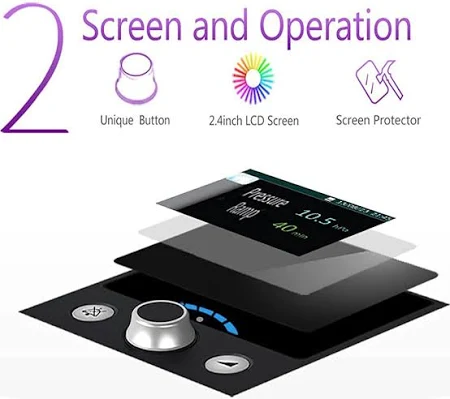 2
Screen and Operation
Unique Button
2.4inch LCD Screen
Screen Protector
Pressure
10.5 hPa
Ramp
40 min